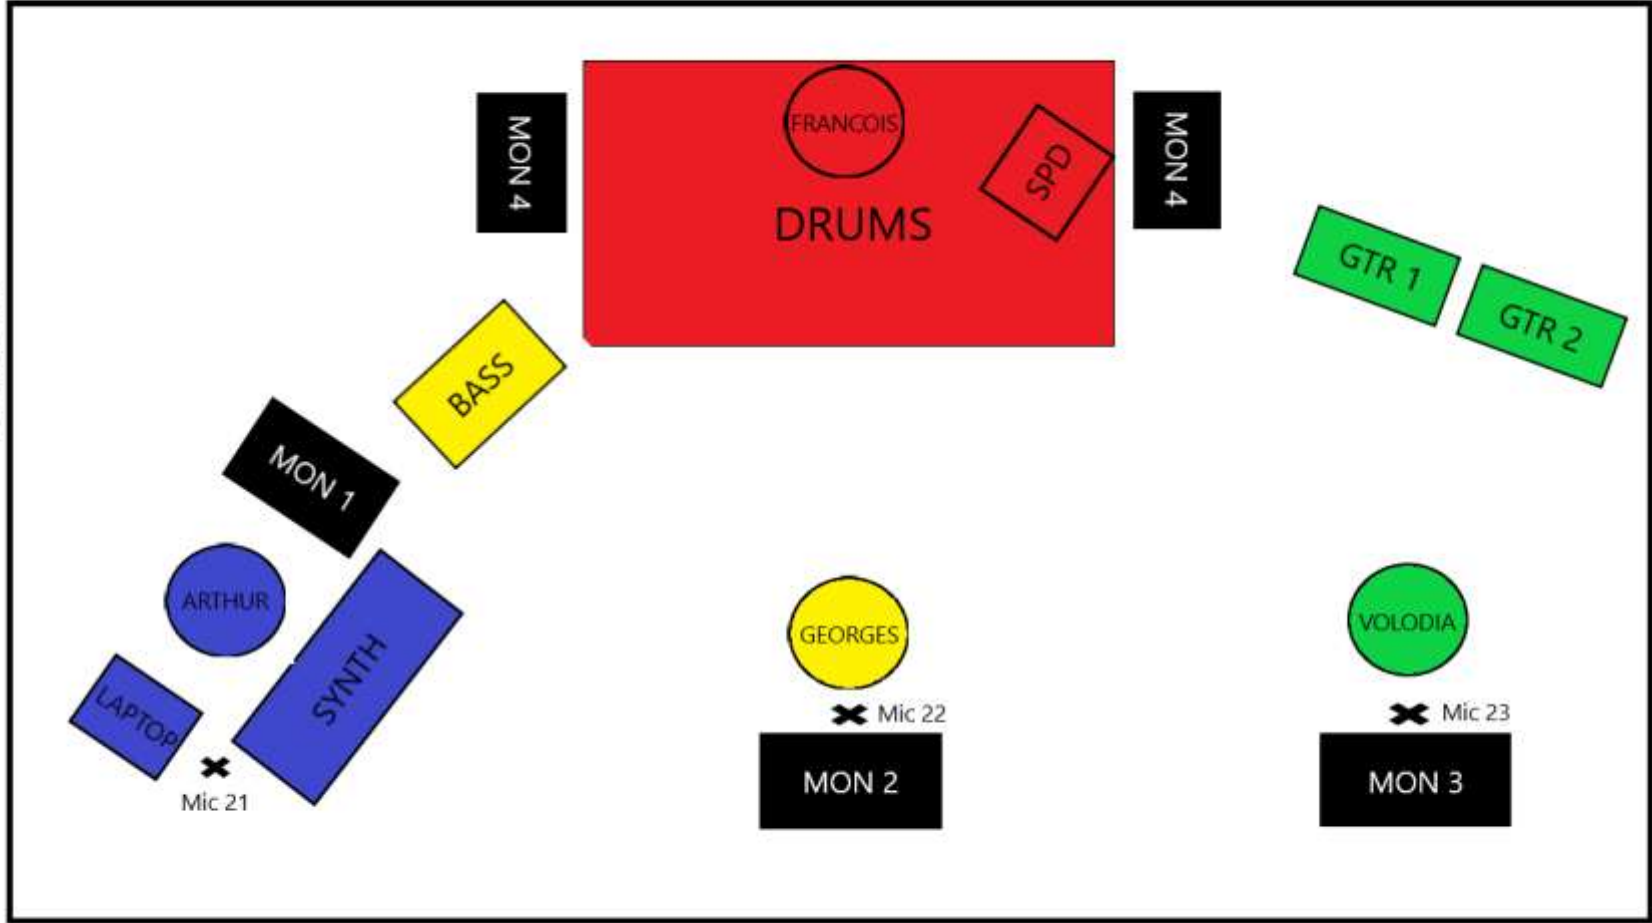 FRANCOIS
MON 4
SPD
MON 4
DRUMS
GTR 1
GTR 2
BASS
MON 1
ARTHUR
SYNTH
LAPTOP
Mic 21
GEORGES
Mic 22
MON 2
VOLODIA
Mic 23
MON 3